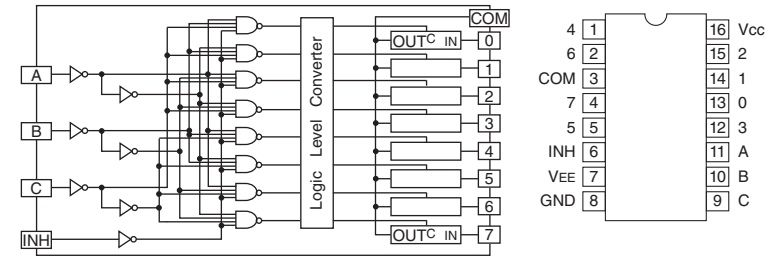 COM
OUT C IN 0
1
A
2
3
B
4
5
C
6
INH
OUT C IN 7
Logic Level Converter
4 1 16 Vcc
6 2 15 2
COM 3 14 1
7 4 13 0
5 5 12 3
INH 6 11 A
VEE 7 10 B
GND 8 9 C